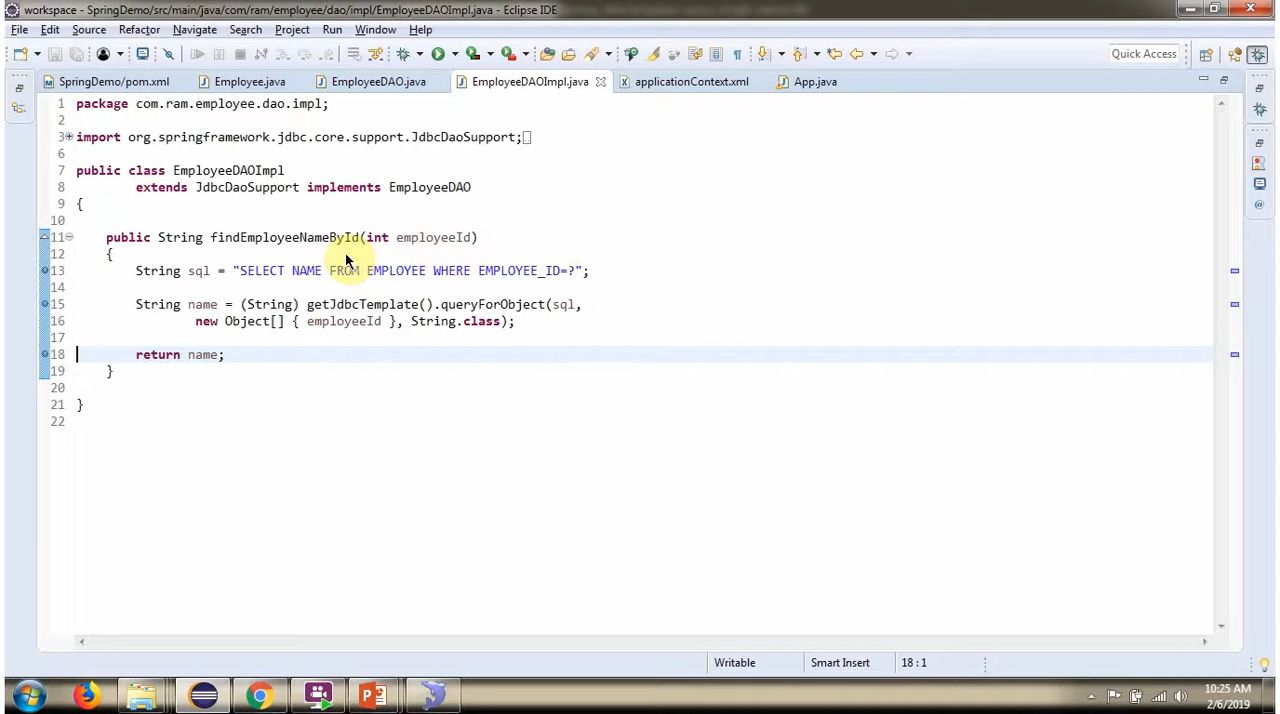 workspace - SpringDemo/src/main/java/com/ram/employee/dao/impl/EmployeeDAOImpl.java - Eclipse IDE
File Edit Source Refactor Navigate Search Project Run Window Help
Quick Access
SpringDemo/pom.xml Employee.java EmployeeDAO.java EmployeeDAOImpl.java applicationContext.xml App.java
1 package com.ram.employee.dao.impl;
2
3 import org.springframework.jdbc.core.support.JdbcDaoSupport;
6
7 public class EmployeeDAOImpl
8 extends JdbcDaoSupport implements EmployeeDAO
9 {
10
11 public String findEmployeeNameById(int employeeId)
12 {
13 String sql = "SELECT NAME FROM EMPLOYEE WHERE EMPLOYEE_ID=?";
14
15 String name = (String) getJdbcTemplate().queryForObject(sql,
16 new Object[] { employeeId }, String.class);
17
18 return name;
19 }
20
21 }
22
Writable Smart Insert 18 : 1
10:25 AM
2/6/2019